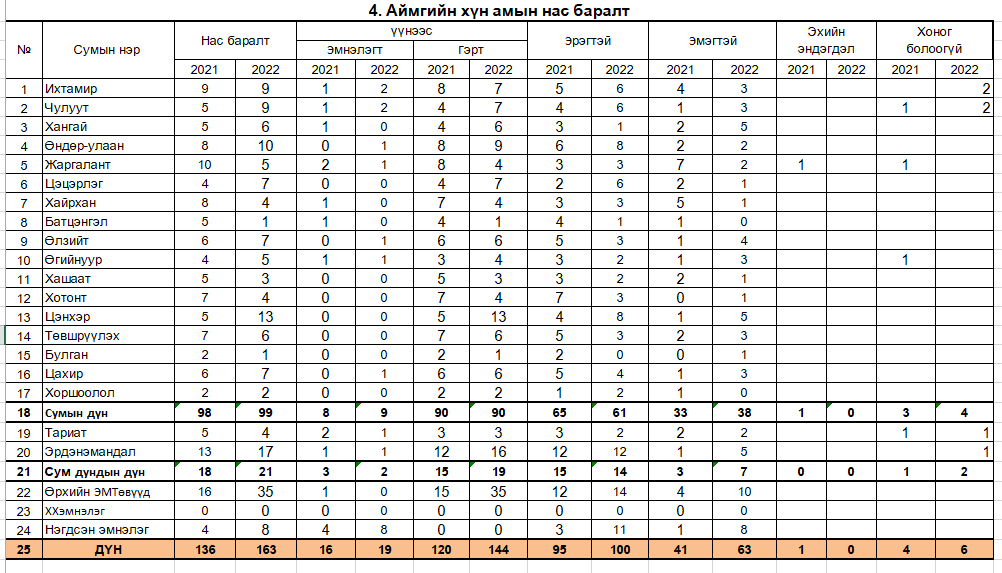 4. Аймгийн хүн амын нас баралт
№ Сумын нэр Нас баралт үүнээс Эрэгтэй Эмэгтэй Эхийн эндэгдэл Хоног болоогүй
Эмнэлэгт Гэрт
2021 2022 2021 2022 2021 2022 2021 2022 2021 2022 2021 2022 2021 2022
1 Ихтамир 9 9 1 2 8 7 5 6 4 3 2
2 Чулуут 5 9 1 2 4 7 4 6 1 3 1 2
3 Хангай 5 6 1 0 4 6 3 1 2 5
4 Өндөр-улаан 8 10 0 1 8 9 6 8 2 2
5 Жаргалант 10 5 2 1 8 4 3 3 7 2 1 1
6 Цэцэрлэг 4 7 0 0 4 7 2 6 2 1
7 Хайрхан 8 4 1 0 7 4 3 3 5 1
8 Батцэнгэл 5 1 1 0 4 1 4 1 1 0
9 Өлзийт 6 7 0 1 6 6 5 3 1 4
10 Өгийнуур 4 5 1 1 3 4 3 2 1 3 1
11 Хашаат 5 3 0 0 5 3 3 2 2 1
12 Хотонт 7 4 0 0 7 4 7 3 0 1
13 Цэнхэр 5 13 0 0 5 13 4 8 1 5
14 Төвшрүүлэх 7 6 0 0 7 6 5 3 2 3
15 Булган 2 1 0 0 2 1 2 0 0 1
16 Цахир 6 7 0 1 6 6 5 4 1 3
17 Хоршоолол 2 2 0 0 2 2 1 2 1 0
18 Сумын дүн 98 99 8 9 90 90 65 61 33 38 1 0 3 4
19 Тариат 5 4 2 1 3 3 3 2 2 2 1 1
20 Эрдэнэмандал 13 17 1 1 12 16 12 12 1 5 1
21 Сум дундын дүн 18 21 3 2 15 19 15 14 3 7 0 0 1 2
22 Өрхийн ЭМТөвүүд 16 35 1 0 15 35 12 14 4 10
23 ХХэмнэлэг 0 0 0 0 0 0 0 0 0 0
24 Нэгдсэн эмнэлэг 4 8 4 8 0 0 3 11 1 8
25 ДҮН 136 163 16 19 120 144 95 100 41 63 1 0 4 6